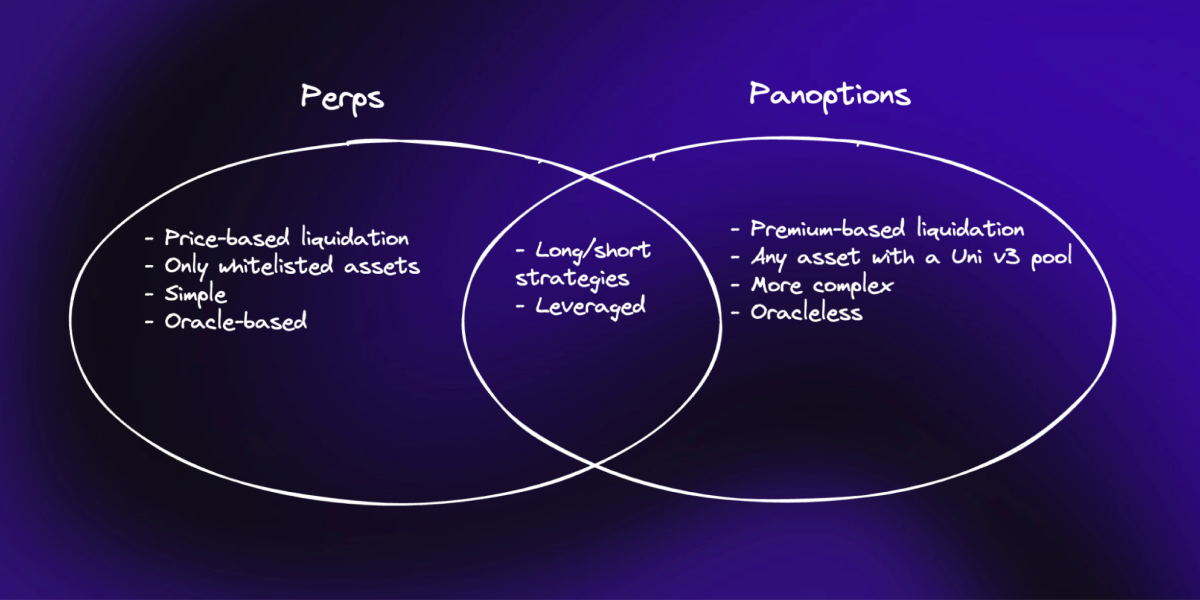 Perps
Panoptions
- Price-based liquidation
- Only whitelisted assets
- Simple
- Oracle-based
- Long/short
strategies
- Leveraged
- Premium-based liquidation
- Any asset with a Uni v3 pool
- More complex
- Oracleless